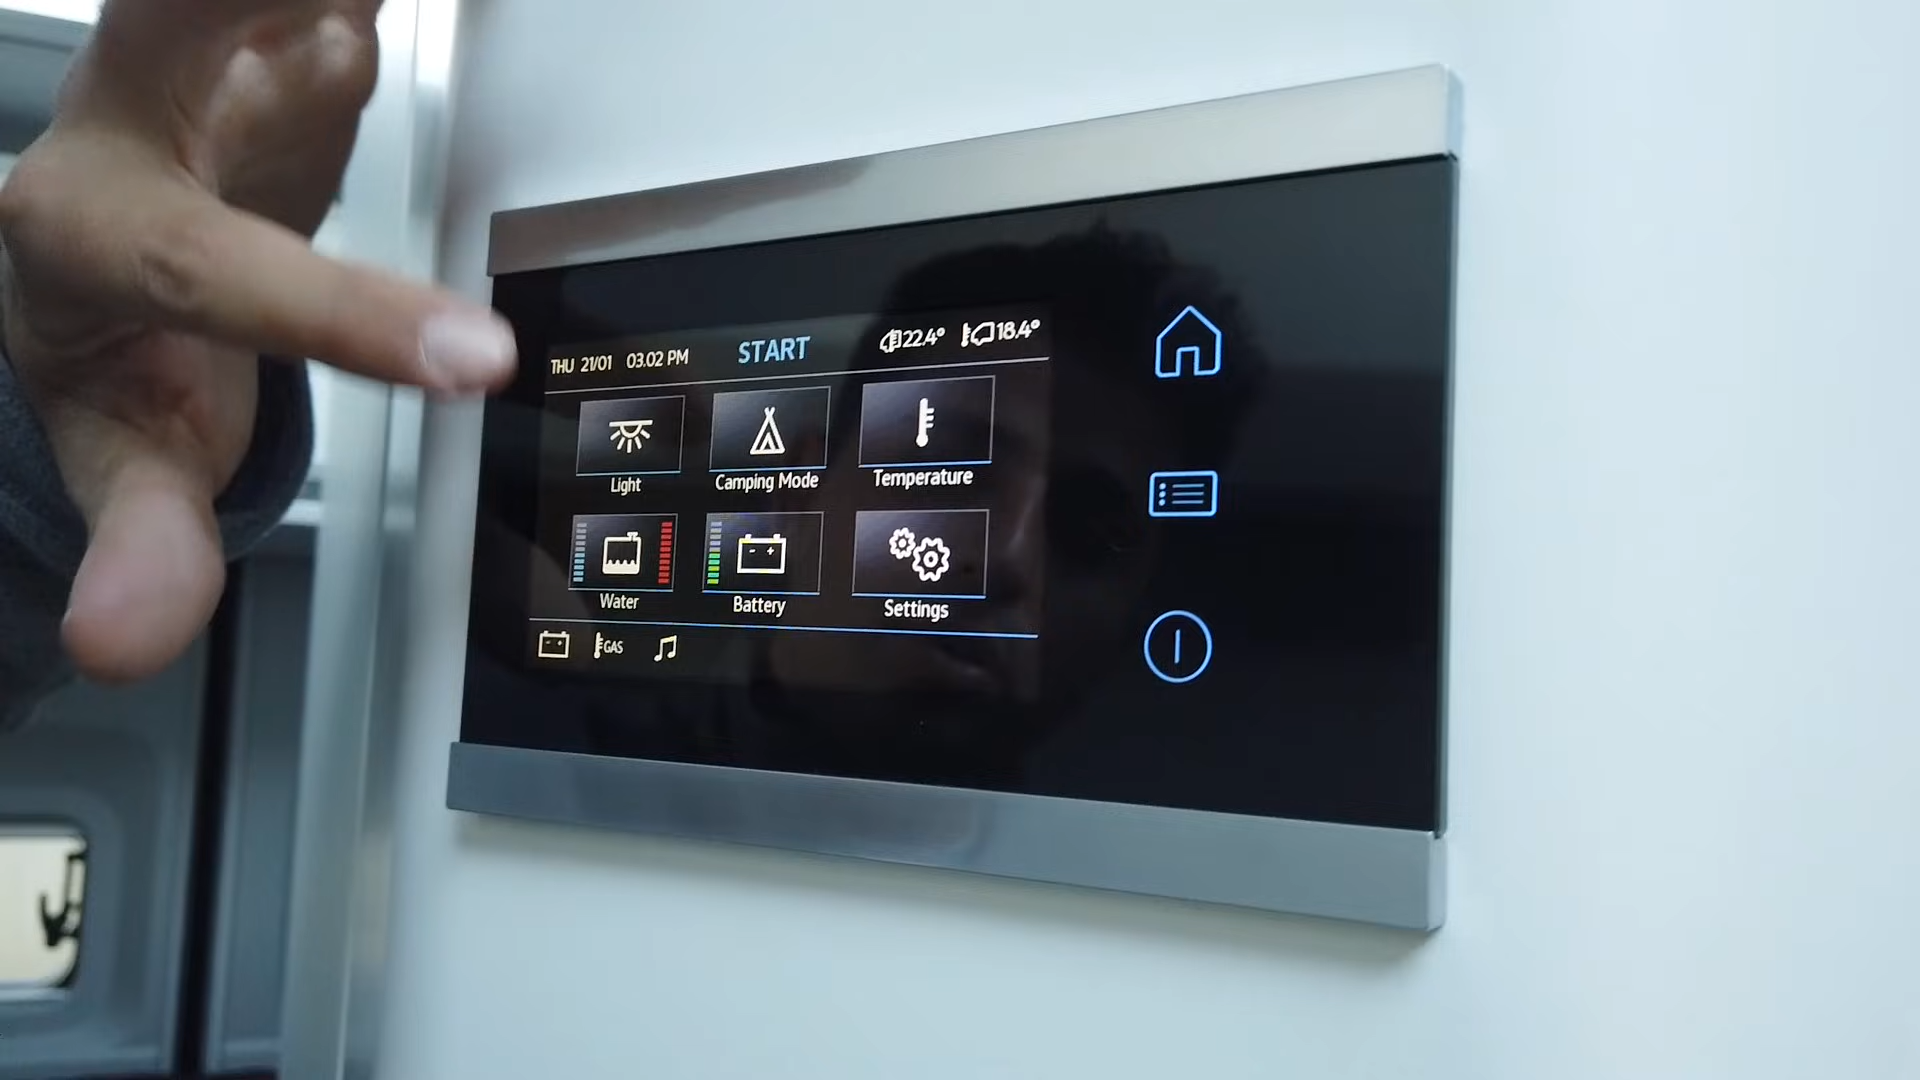 THU 21/01 03.02 PM START 22.4° 18.4°
Light Camping Mode Temperature
Water Battery Settings
GAS